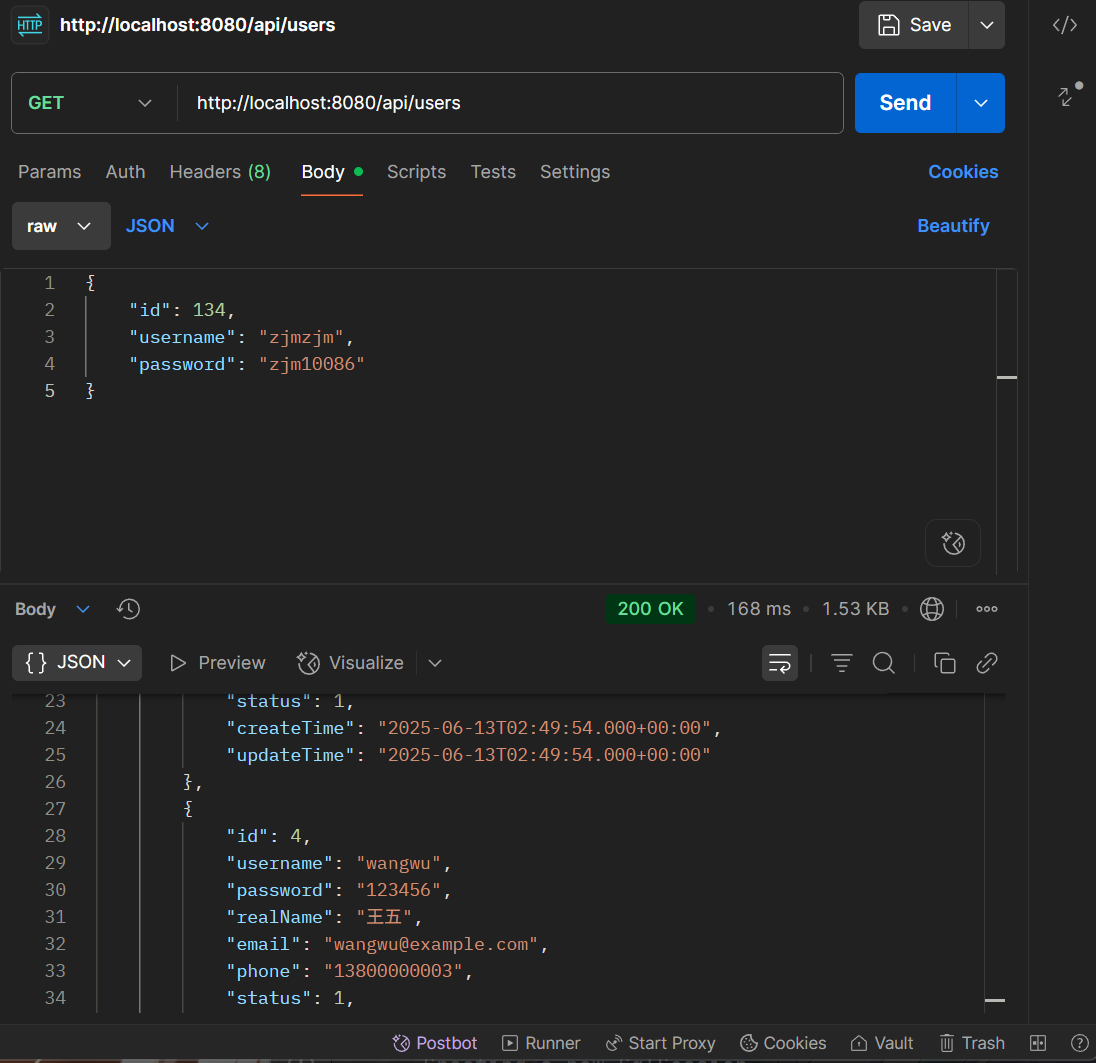 HTTP http://localhost:8080/api/users Save
GET http://localhost:8080/api/users Send
Params Auth Headers (8) Body Scripts Tests Settings Cookies
raw JSON Beautify
1 {
2 "id": 134,
3 "username": "zjmzjm",
4 "password": "zjm10086"
5 }
Body 200 OK 168 ms 1.53 KB
{} JSON Preview Visualize
23 "status": 1,
24 "createTime": "2025-06-13T02:49:54.000+00:00",
25 "updateTime": "2025-06-13T02:49:54.000+00:00"
26 },
27 {
28 "id": 4,
29 "username": "wangwu",
30 "password": "123456",
31 "realName": "王五",
32 "email": "wangwu@example.com",
33 "phone": "13800000003",
34 "status": 1,
Postbot Runner Start Proxy Cookies Vault Trash